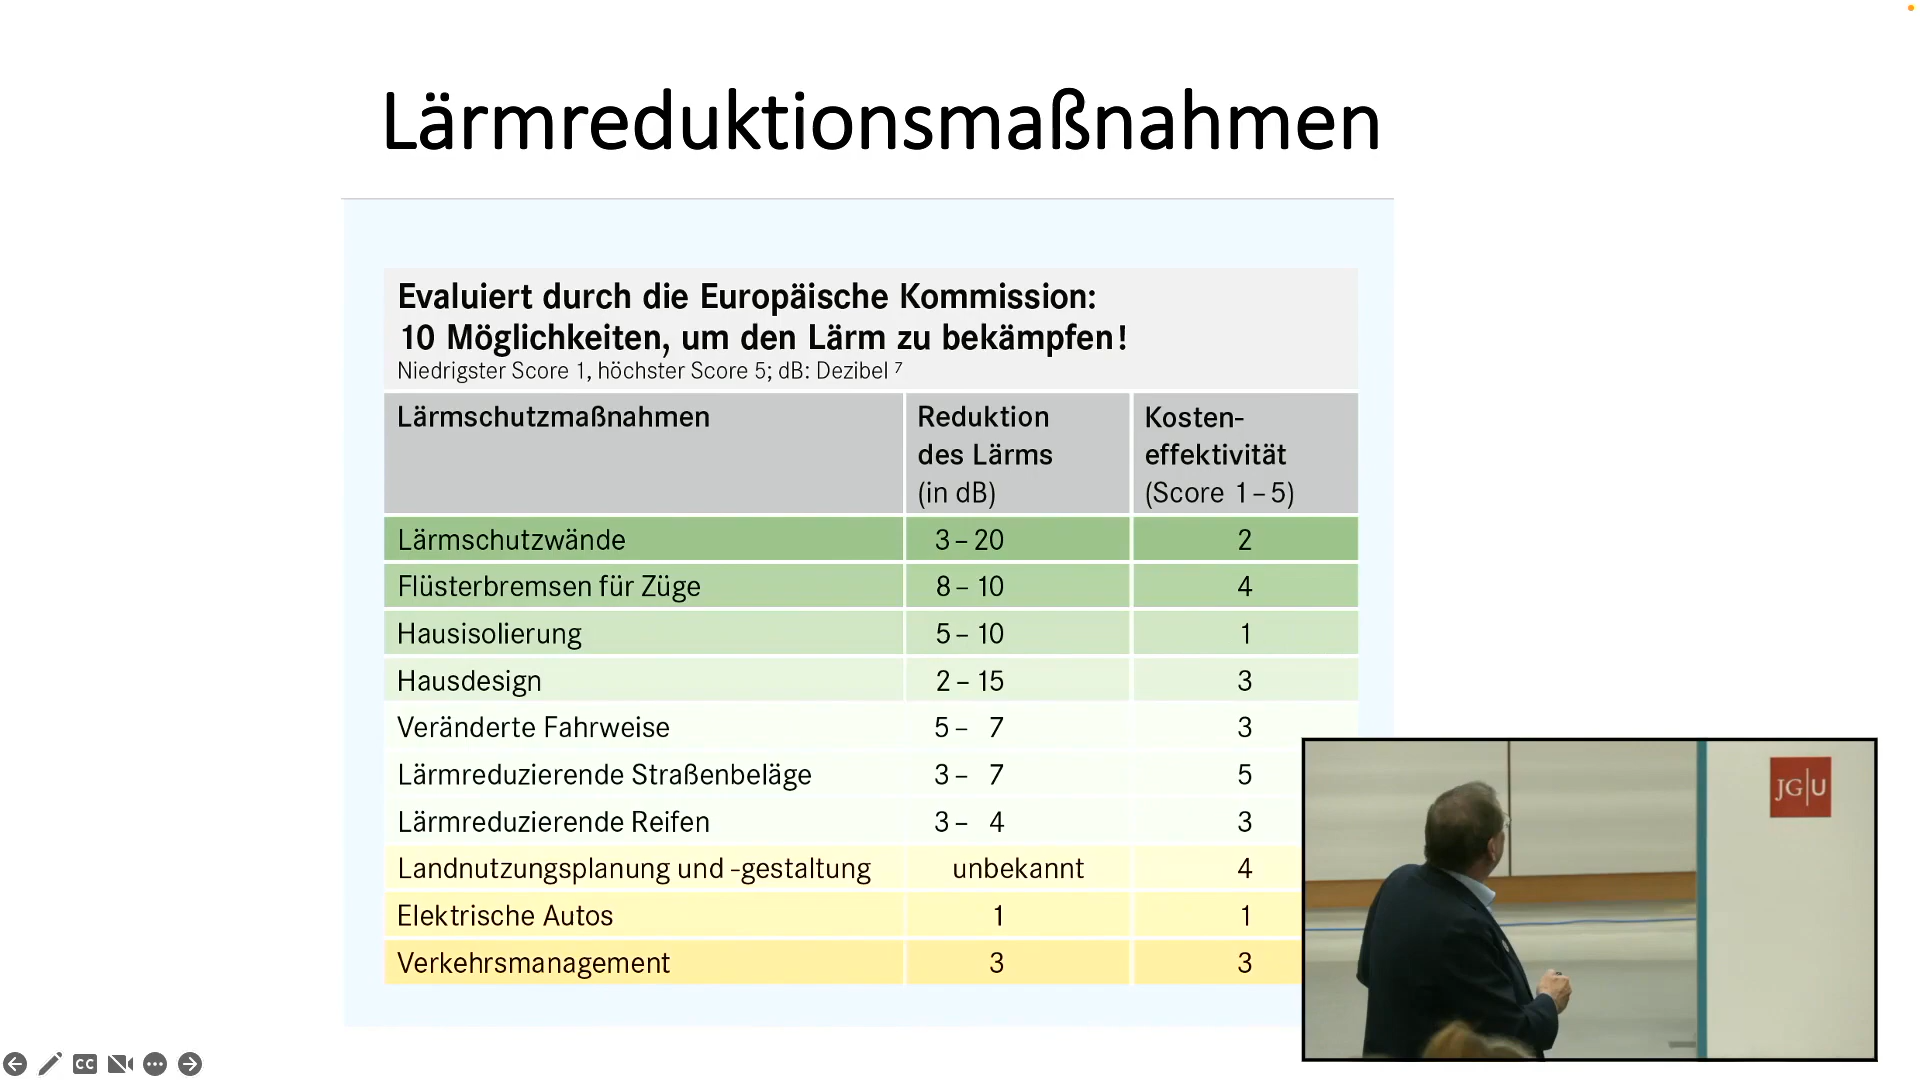 Lärmreduktionsmaßnahmen
Evaluiert durch die Europäische Kommission:
10 Möglichkeiten, um den Lärm zu bekämpfen!
Niedrigster Score 1, höchster Score 5; dB: Dezibel ⁷
Lärmschutzmaßnahmen
Reduktion
des Lärms
(in dB)
Kosten-
effektivität
(Score 1 – 5)
Lärmschutzwände 3 – 20 2
Flüsterbremsen für Züge 8 – 10 4
Hausisolierung 5 – 10 1
Hausdesign 2 – 15 3
Veränderte Fahrweise 5 – 7 3
Lärmreduzierende Straßenbeläge 3 – 7 5
Lärmreduzierende Reifen 3 – 4 3
Landnutzungsplanung und -gestaltung unbekannt 4
Elektrische Autos 1 1
Verkehrsmanagement 3 3
JG|U
CC